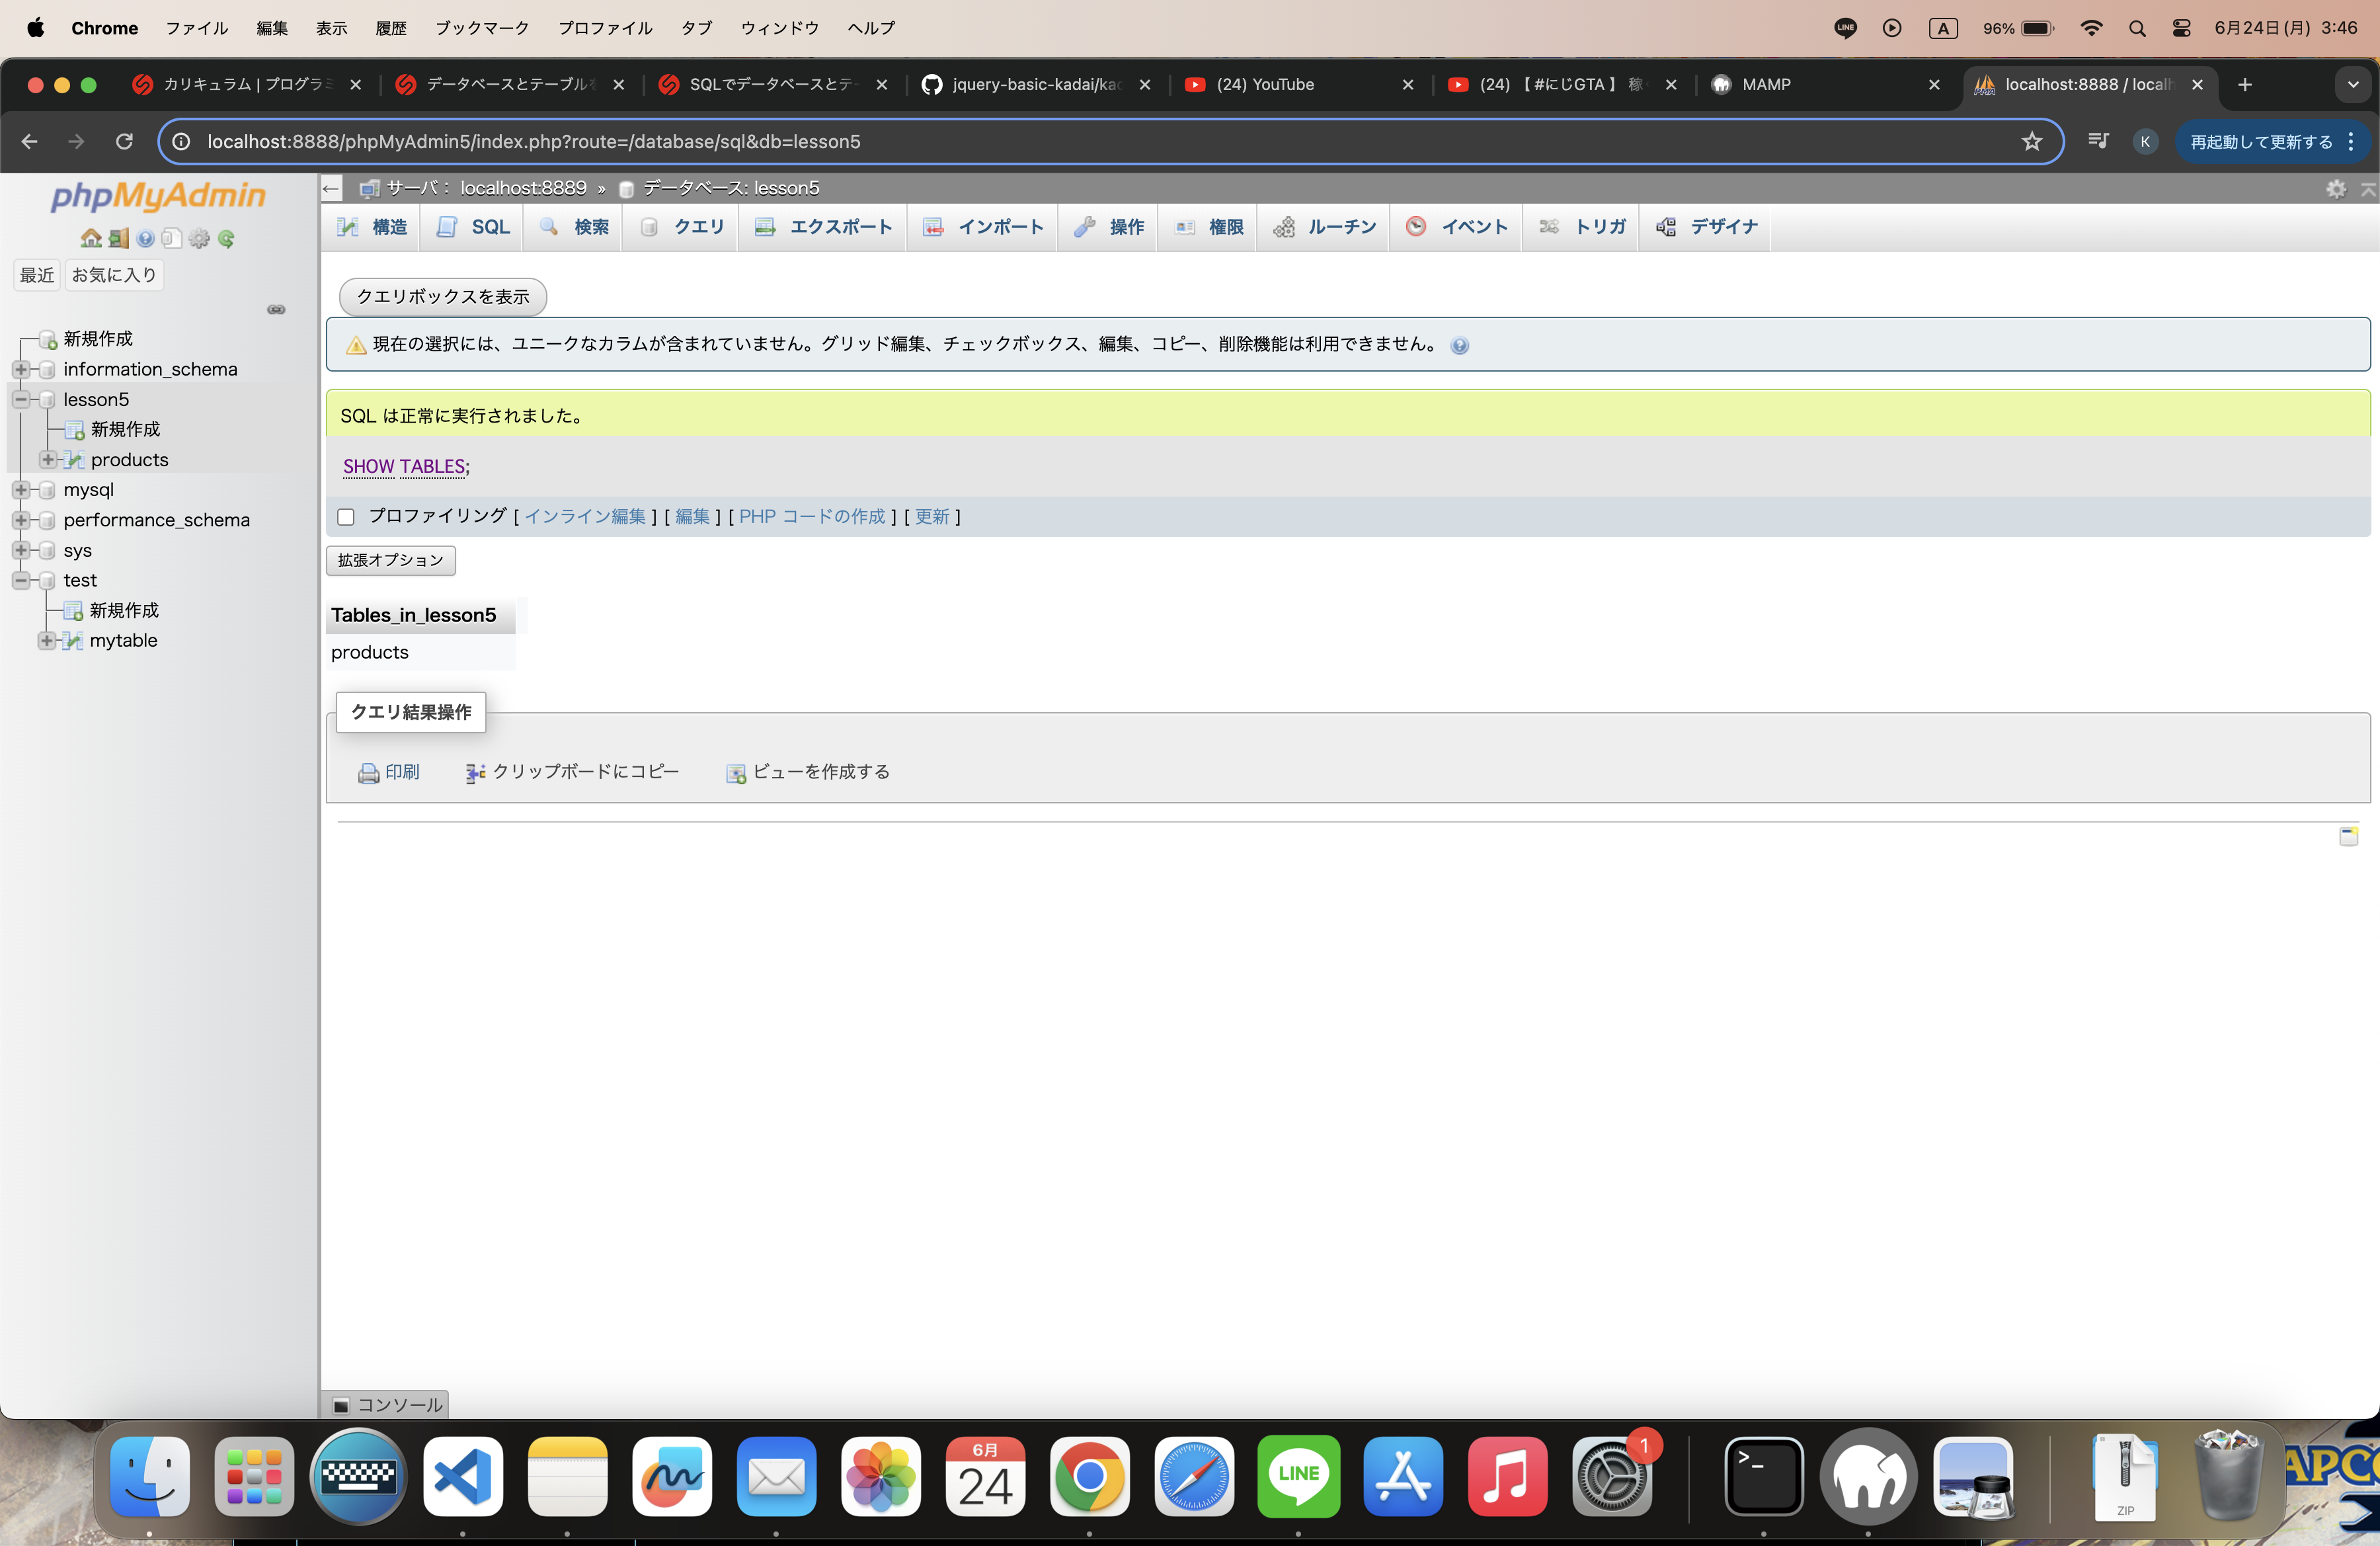 Chrome ファイル 編集 表示 履歴 ブックマーク プロファイル タブ ウィンドウ ヘルプ LINE A 96% 6月24日(月) 3:46
カリキュラム | プログラミ データベースとテーブルを SQLでデータベースとテー jquery-basic-kadai/kad (24) YouTube (24) 【 #にじGTA 】 稼 MAMP localhost:8888 / localh
localhost:8888/phpMyAdmin5/index.php?route=/database/sql&db=lesson5 K 再起動して更新する
phpMyAdmin
最近 お気に入り
新規作成
information_schema
lesson5
新規作成
products
mysql
performance_schema
sys
test
新規作成
mytable
サーバ: localhost:8889 » データベース: lesson5
構造 SQL 検索 クエリ エクスポート インポート 操作 権限 ルーチン イベント トリガ デザイナ
クエリボックスを表示
現在の選択には、ユニークなカラムが含まれていません。グリッド編集、チェックボックス、編集、コピー、削除機能は利用できません。
SQL は正常に実行されました。
SHOW TABLES;
プロファイリング [ インライン編集 ] [ 編集 ] [ PHP コードの作成 ] [ 更新 ]
拡張オプション
Tables_in_lesson5
products
クエリ結果操作
印刷 クリップボードにコピー ビューを作成する
コンソール
6月
24
LINE
1
ZIP